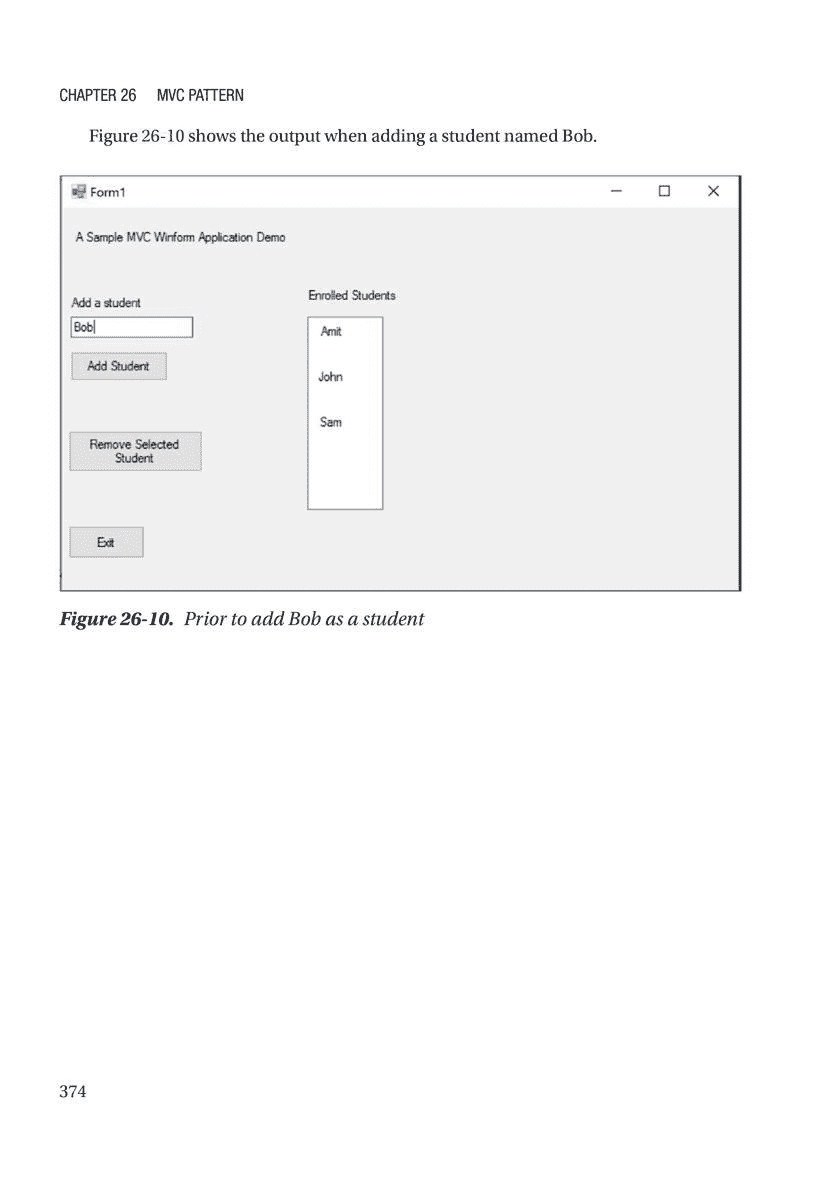 CHAPTER 26 MVC PATTERN
Figure 26-10 shows the output when adding a student named Bob.
Form1
A Sample MVC Winform Application Demo
Add a student
Enrolled Students
Bob
Amit
Add Student
John
Sam
Remove Selected
Student
Exit
Figure 26-10. Prior to add Bob as a student
374